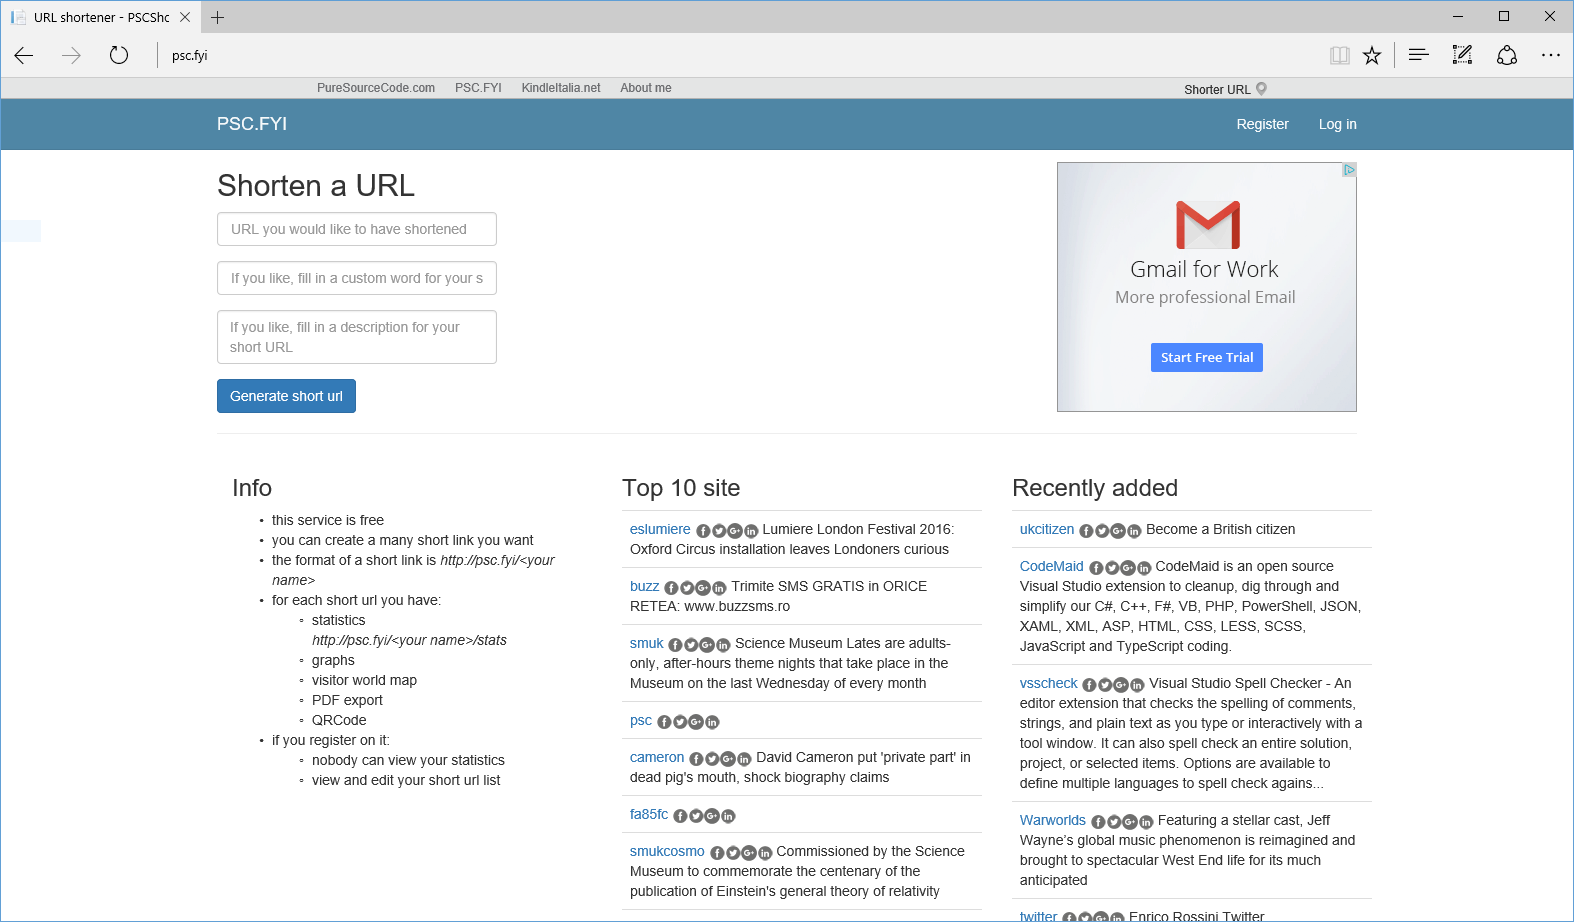 URL shortener - PSCSho
psc.fyi
PureSourceCode.com PSC.FYI KindleItalia.net About me Shorter URL
PSC.FYI Register Log in
Shorten a URL
URL you would like to have shortened
If you like, fill in a custom word for your s
If you like, fill in a description for your
short URL
Generate short url
Gmail for Work
More professional Email
Start Free Trial
Info
• this service is free
• you can create a many short link you want
• the format of a short link is http://psc.fyi/<your
name>
• for each short url you have:
◦ statistics
http://psc.fyi/<your name>/stats
◦ graphs
◦ visitor world map
◦ PDF export
◦ QRCode
• if you register on it:
◦ nobody can view your statistics
◦ view and edit your short url list
Top 10 site
eslumiere Lumiere London Festival 2016:
Oxford Circus installation leaves Londoners curious
buzz Trimite SMS GRATIS in ORICE
RETEA: www.buzzsms.ro
smuk Science Museum Lates are adults-
only, after-hours theme nights that take place in the
Museum on the last Wednesday of every month
psc
cameron David Cameron put 'private part' in
dead pig's mouth, shock biography claims
fa85fc
smukcosmo Commissioned by the Science
Museum to commemorate the centenary of the
publication of Einstein's general theory of relativity
Recently added
ukcitizen Become a British citizen
CodeMaid CodeMaid is an open source
Visual Studio extension to cleanup, dig through and
simplify our C#, C++, F#, VB, PHP, PowerShell, JSON,
XAML, XML, ASP, HTML, CSS, LESS, SCSS,
JavaScript and TypeScript coding.
vsscheck Visual Studio Spell Checker - An
editor extension that checks the spelling of comments,
strings, and plain text as you type or interactively with a
tool window. It can also spell check an entire solution,
project, or selected items. Options are available to
define multiple languages to spell check agains...
Warworlds Featuring a stellar cast, Jeff
Wayne's global music phenomenon is reimagined and
brought to spectacular West End life for its much
anticipated
twitter Enrico Rossini Twitter